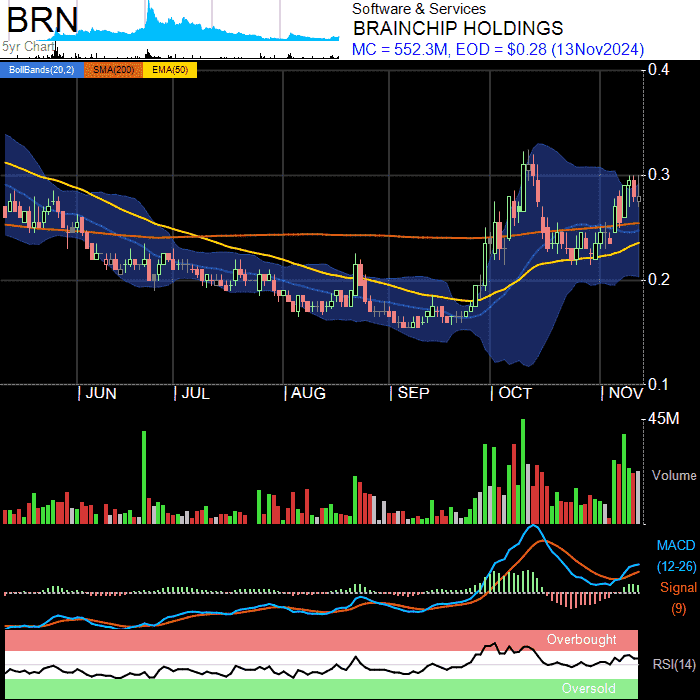 BRN
5yr Chart
Software & Services
BRAINCHIP HOLDINGS
MC = 552.3M, EOD = $0.28 (13Nov2024)
BollBands(20,2) SMA(200) EMA(50)
0.4
0.3
0.2
0.1
| JUN | JUL | AUG | SEP | OCT | NOV
45M
Volume
MACD
(12-26)
Signal
(9)
Overbought
RSI(14)
Oversold